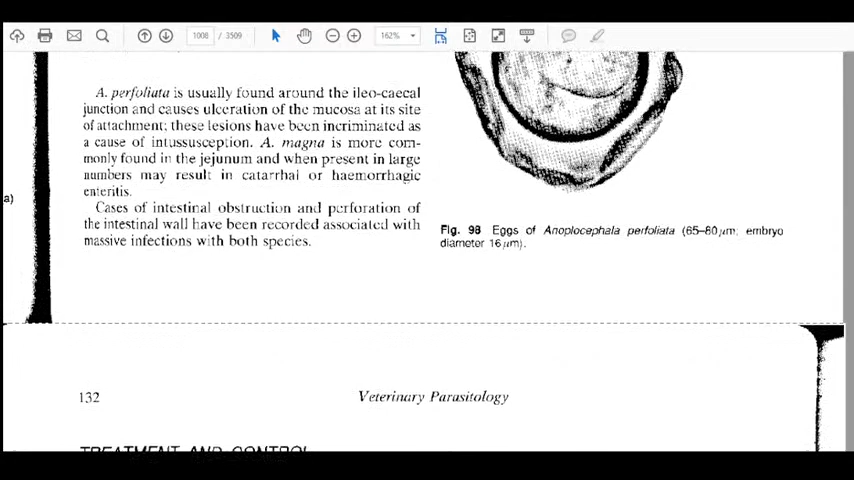 1008 / 3509
162%
A. perfoliata is usually found around the ileo-caecal
junction and causes ulceration of the mucosa at its site
of attachment; these lesions have been incriminated as
a cause of intussusception. A. magna is more com-
monly found in the jejunum and when present in large
numbers may result in catarrhal or haemorrhagic
enteritis.
Cases of intestinal obstruction and perforation of
the intestinal wall have been recorded associated with
massive infections with both species.
a)
Fig. 98 Eggs of Anoplocephala perfoliata (65–80 μm; embryo
diameter 16 μm).
132
Veterinary Parasitology
TREATMENT AND CONTROL